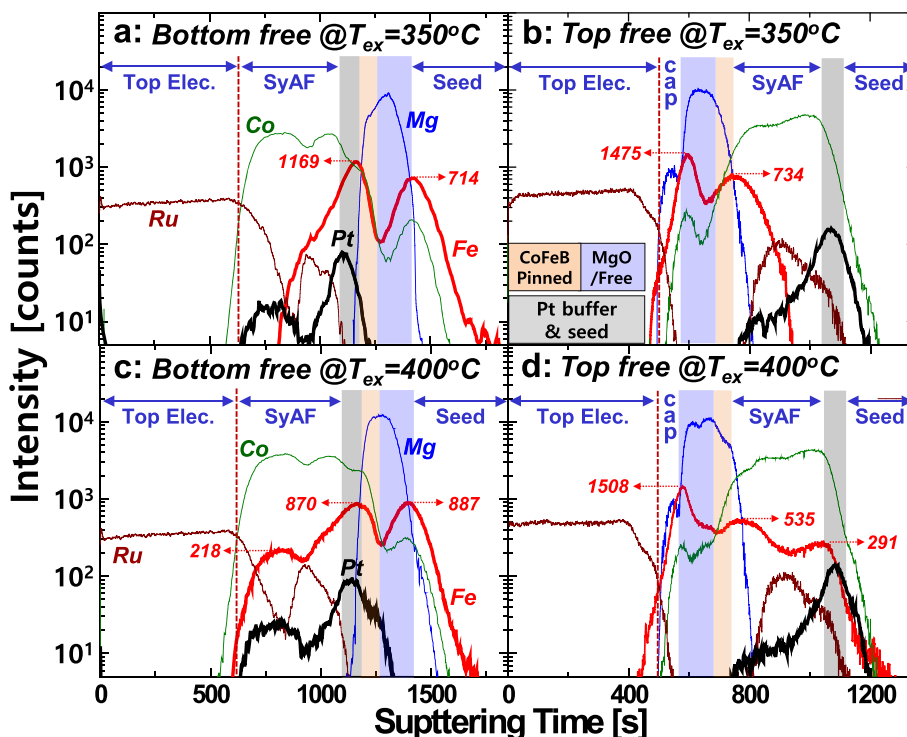 a: Bottom free @Tex=350°C
b: Top free @Tex=350°C
Top Elec. SyAF Seed
cap SyAF Seed
10⁴
10³
10²
10¹
Co
Mg
1169
714
Ru
Pt
Fe
1475
734
CoFeB Pinned
MgO /Free
Pt buffer & seed
c: Bottom free @Tex=400°C
d: Top free @Tex=400°C
Top Elec. SyAF Seed
Top Elec. cap SyAF Seed
10⁴
10³
10²
10¹
Co
Mg
870
887
Ru
218
Pt
Fe
1508
535
291
0 500 1000 1500
0 400 800 1200
Intensity [counts]
Supttering Time [s]